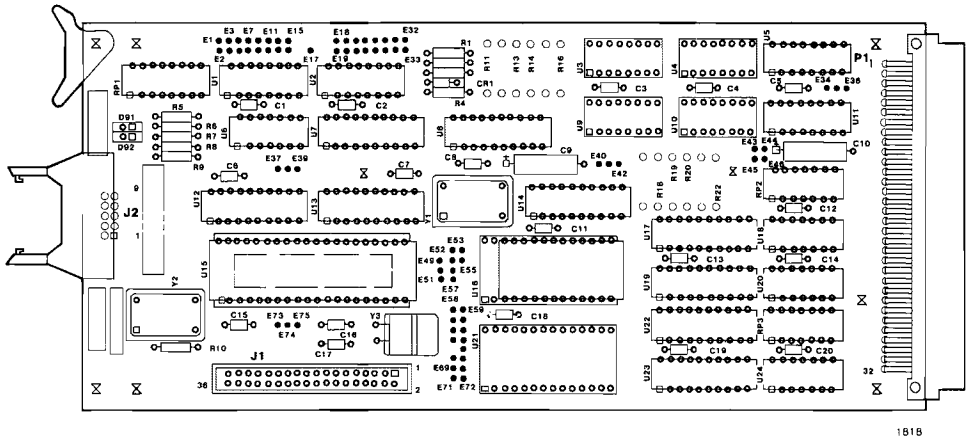 E3 E7 E11 E15
E1
E18 E32
E2 E17 E19 E33
R1
R11 R13 R14 R16
U3 U4 U5
P1 1
RP1 U1 U2
CR1
R4
C1 C2 C3 C4 C5
E34 E36
R5
D91
D92
R6
R7
R8
R9
U6 U7 U8 U9 U10 U11
E37 E39
C6 C7 C8 C9
E40
E42
E43 E44
E45 E46
C10
R18 R19 R20 R22
RP2
9
J2
1
U12 U13
Y1
U14
C11
C12
U17 U18
C13 C14
U15
E52 E53
E49
E51 E55
E57
E58
U16
U19 U20
Y2
E59
C15
E73 E75
E74
C16
C17
Y3
C18
U21
U22 RP3
C19 C20
R10
J1
36
1
2
E69
E71 E72
U23 U24
32
1818